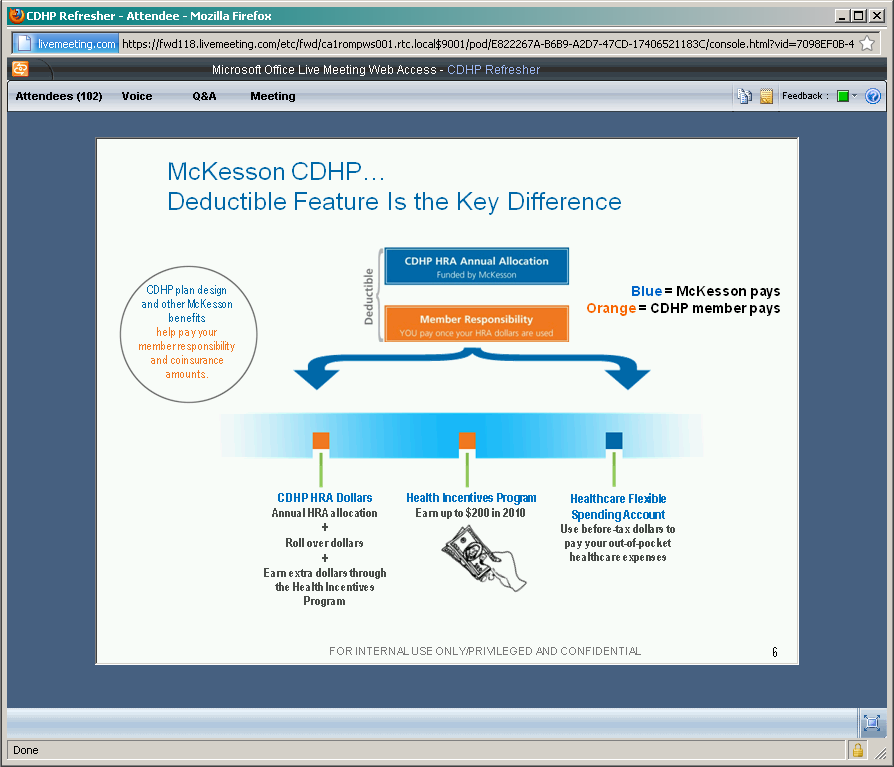 CDHP Refresher - Attendee - Mozilla Firefox
livemeeting.com https://fwd118.livemeeting.com/etc/fwd/ca1rompws001.rtc.local$9001/pod/E822267A-B6B9-A2D7-47CD-17406521183C/console.html?vid=7098EF0B-4
Microsoft Office Live Meeting Web Access - CDHP Refresher
Attendees (102) Voice Q&A Meeting Feedback :
McKesson CDHP…
Deductible Feature Is the Key Difference
Deductible
CDHP HRA Annual Allocation
Funded by McKesson
Member Responsibility
YOU pay once your HRA dollars are used
Blue = McKesson pays
Orange = CDHP member pays
CDHP plan design
and other McKesson
benefits
help pay your
member responsibility
and coinsurance
amounts.
CDHP HRA Dollars
Annual HRA allocation
+
Roll over dollars
+
Earn extra dollars through
the Health Incentives
Program
Health Incentives Program
Earn up to $200 in 2010
Healthcare Flexible
Spending Account
Use before-tax dollars to
pay your out-of-pocket
healthcare expenses
FOR INTERNAL USE ONLY/PRIVILEGED AND CONFIDENTIAL
6
Done